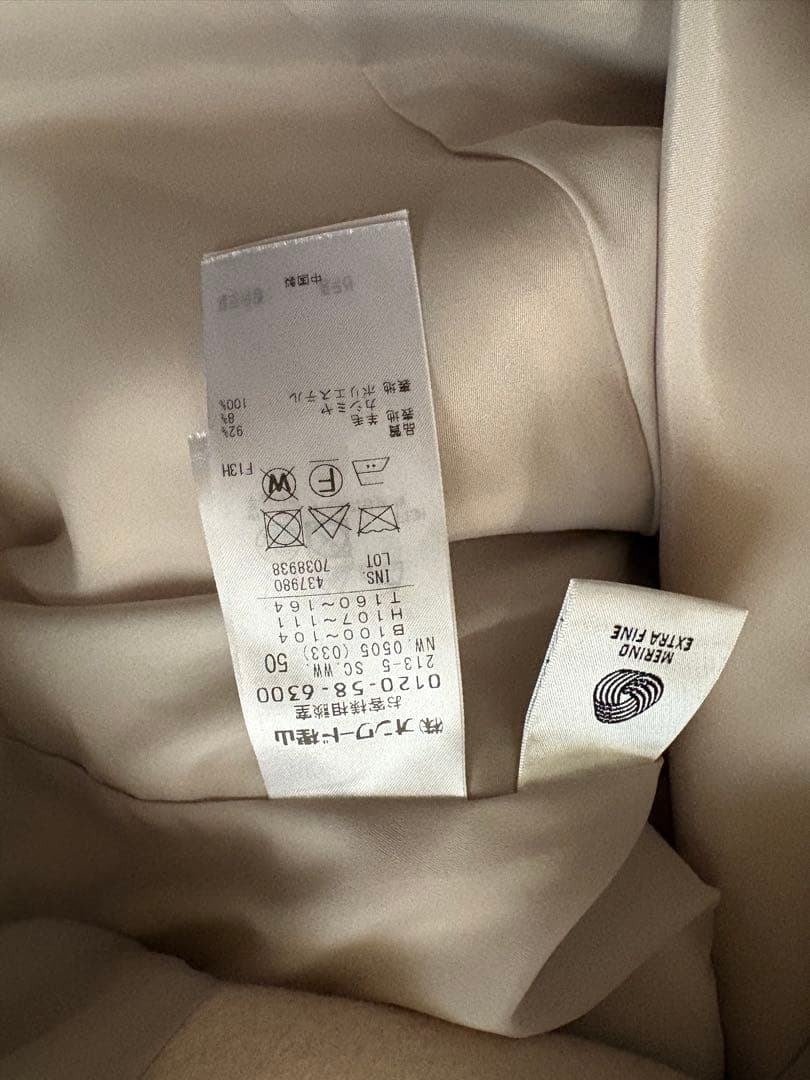 ㈱オンワード樫山
お客様相談室
0120-58-6300
213-5 SC. WW. 50
NW. 0505 (033)
B100~104
H107~111
T160~164
INS. 437980
LOT 7038938
F
W
F13H
品質
表地 羊毛 92%
カシミヤ 8%
裏地 ポリエステル 100%
中国製
MERINO
EXTRA FINE